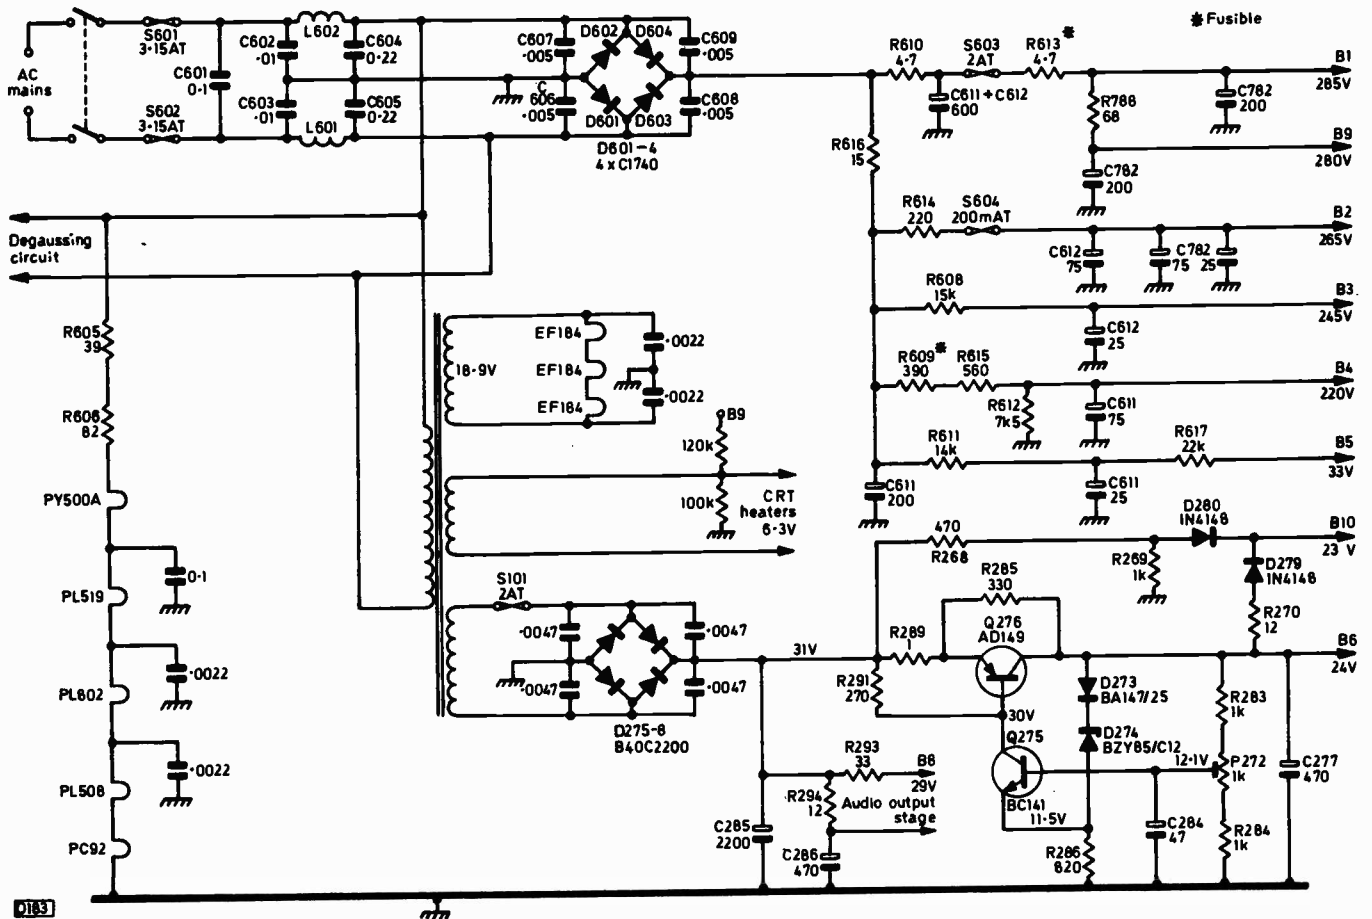 ✱Fusible
AC
mains
S601
3·15AT
S602
3·15AT
C601
0·1
C602
·01
C603
·01
L602
L601
C604
0·22
C605
0·22
C607
·005
C
606
·005
D602
D604
D601
D603
D601-4
4 x C1740
C609
·005
C608
·005
R610
4·7
S603
2AT
R613✱
4·7
C611+C612
600
R788
68
C782
200
B1
285V
B9
280V
C782
200
R616
15
R614
220
S604
200mAT
C612
75
C782
75
25
B2
265V
R608
15k
C612
25
B3
245V
R609✱
390
R615
560
R612
7k5
C611
75
B4
220V
R611
14k
R617
22k
C611
200
C611
25
B5
33V
Degaussing
circuit
R605
39
R606
82
PY500A
0·1
PL519
·0022
PL802
·0022
PL508
PC92
18·9V
EF184
EF184
EF184
·0022
·0022
B9
120k
100k
CRT
heaters
6·3V
S101
2AT
·0047
·0047
·0047
·0047
D275-8
B40C2200
31V
470
R268
R269
1k
D280
1N4148
D279
1N4148
R270
12
B10
23 V
R285
330
Q276
AD149
R289
1
R291
270
30V
Q275
BC141
11·5V
D273
BA147/25
D274
BZY85/C12
R283
1k
12·1V
P272
1k
R284
1k
C284
47
R286
820
C277
470
B6
24V
R293
33
B8
29V
R294
12
Audio output
stage
C285
2200
C286
470
D183